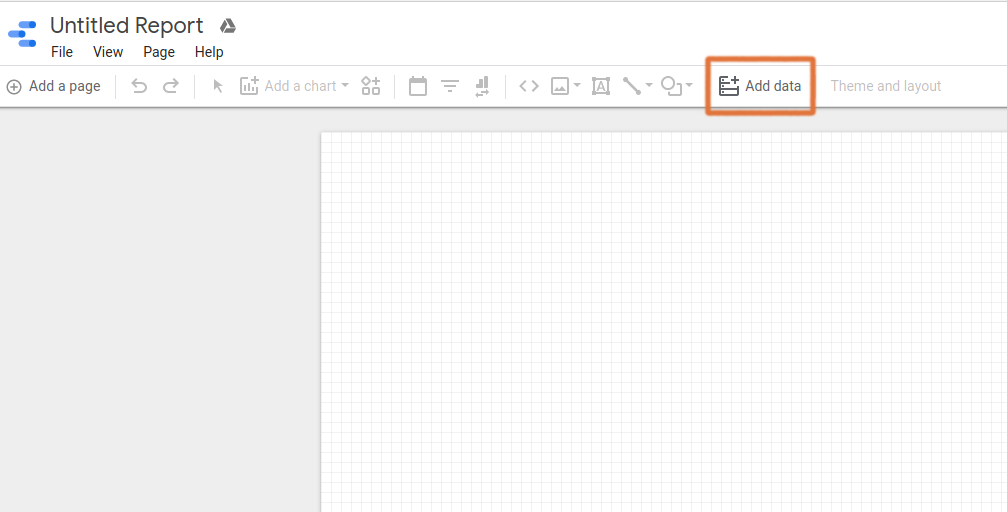 Untitled Report
File View Page Help
Add a page Add a chart A Add data Theme and layout